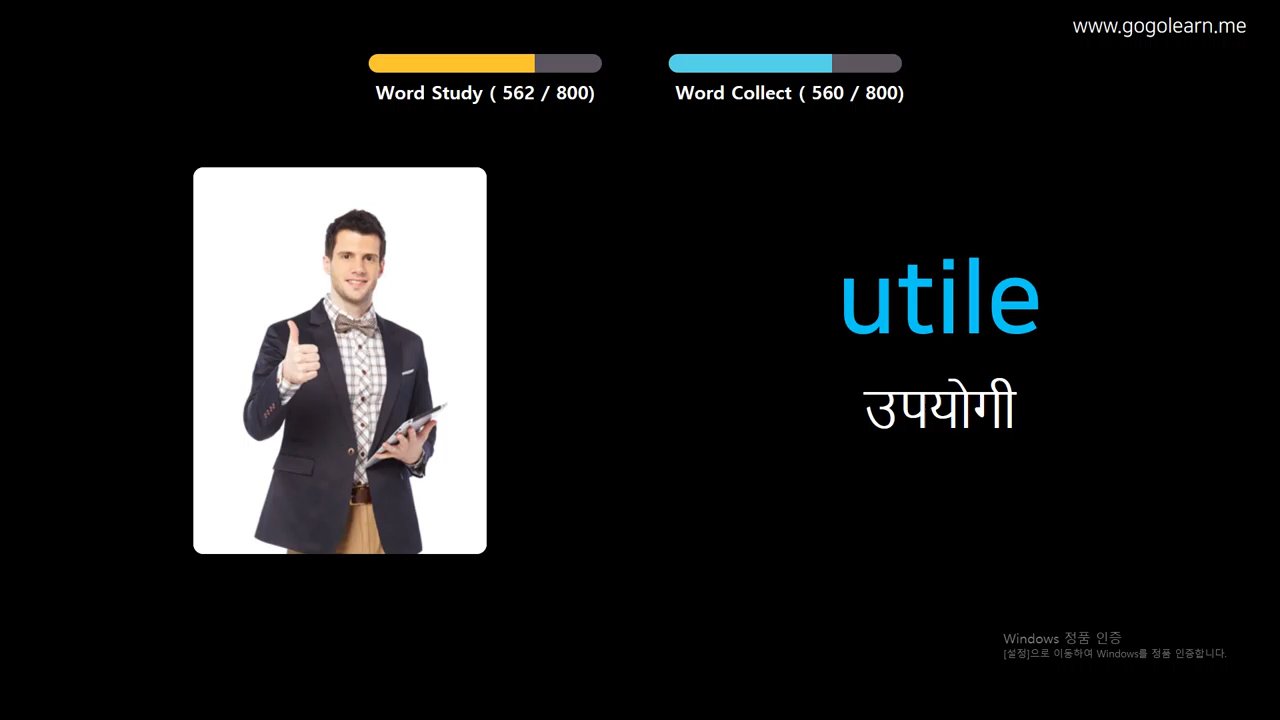 www.gogolearn.me
Word Study ( 562 / 800)
Word Collect ( 560 / 800)
utile
उपयोगी
Windows 정품 인증
[설정]으로 이동하여 Windows를 정품 인증합니다.